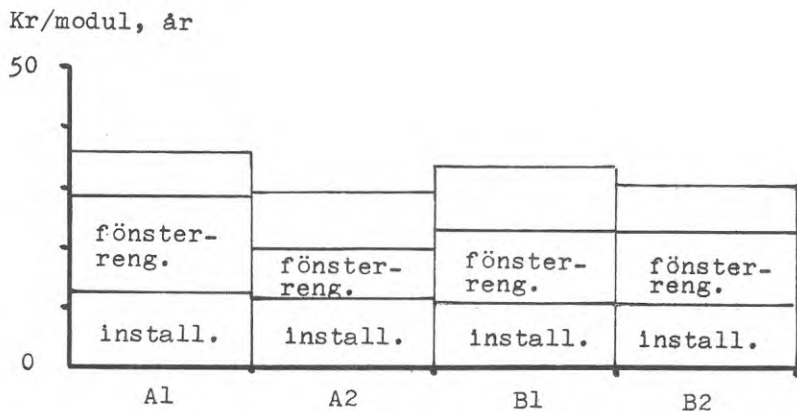 Kr/modul, år
50
fönster-
reng.
fönster-
reng.
fönster-
reng.
fönster-
reng.
install.
install.
install.
install.
0
A1
A2
B1
B2